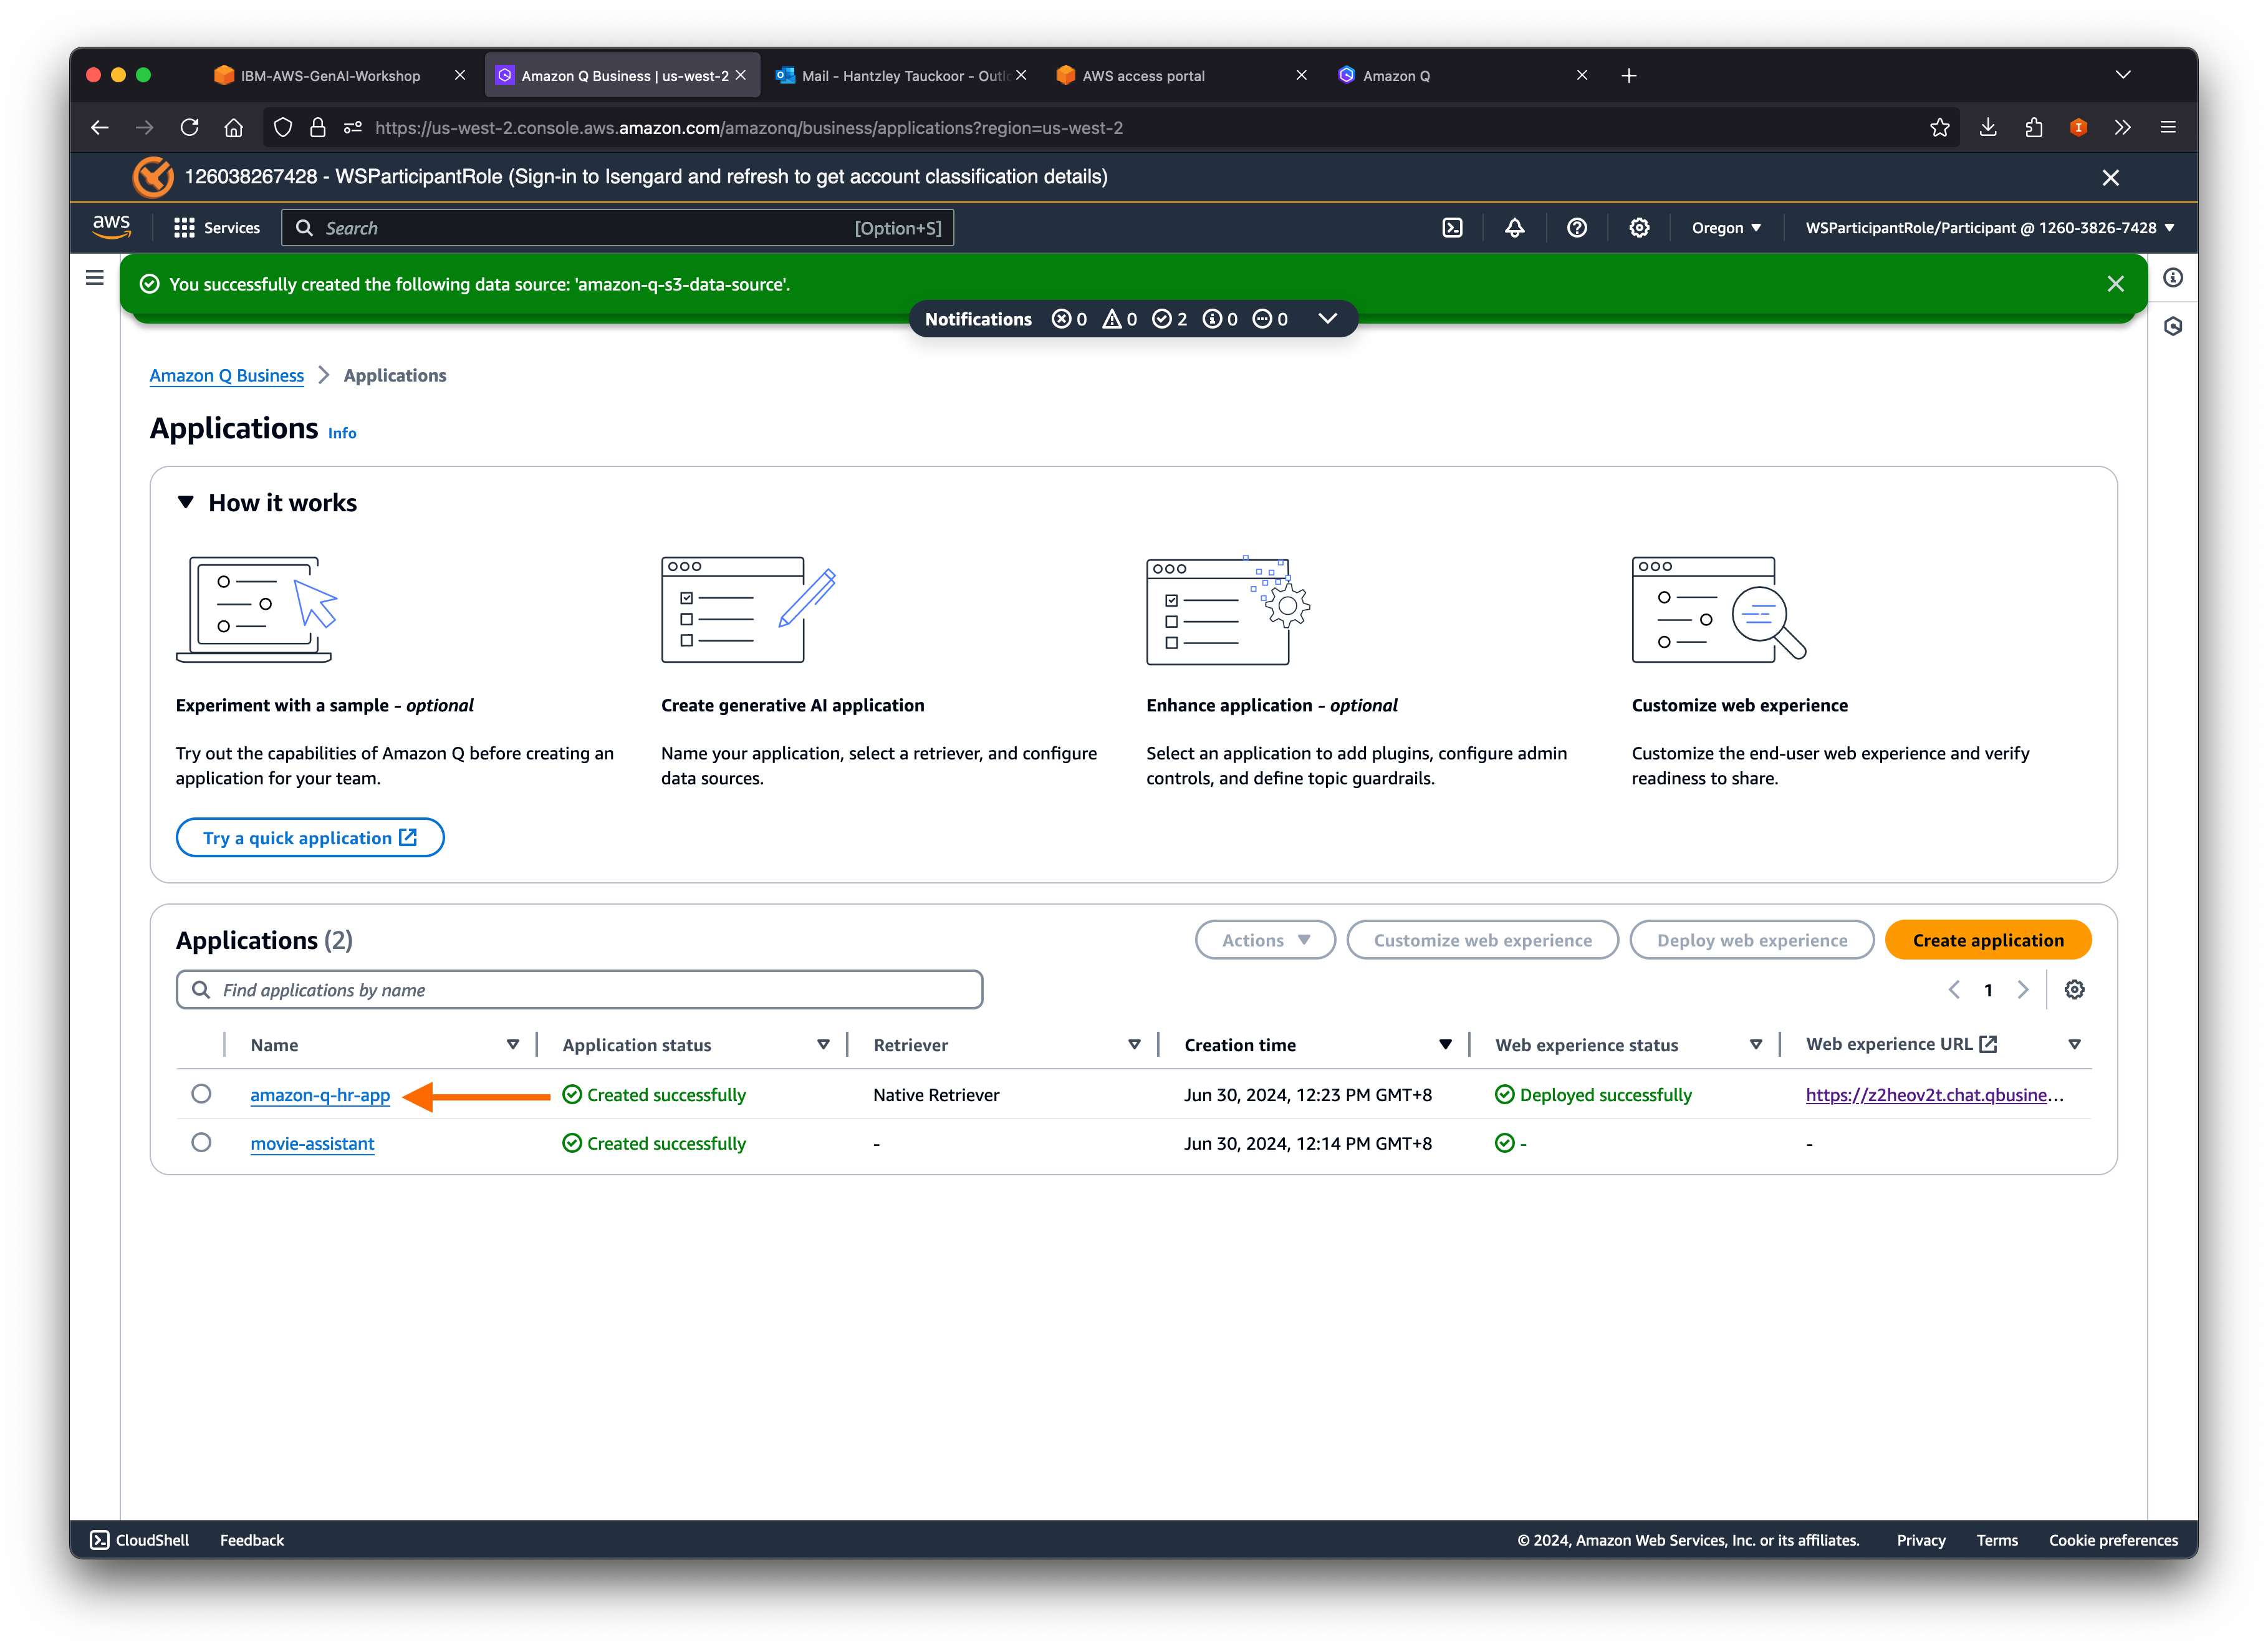 IBM-AWS-GenAI-Workshop
Amazon Q Business | us-west-2
Mail - Hantzley Tauckoor - Outl
AWS access portal
Amazon Q
https://us-west-2.console.aws.amazon.com/amazonq/business/applications?region=us-west-2
126038267428 - WSParticipantRole (Sign-in to Isengard and refresh to get account classification details)
aws
Services
Search
[Option+S]
Oregon
WSParticipantRole/Participant @ 1260-3826-7428
You successfully created the following data source: 'amazon-q-s3-data-source'.
Notifications 0 0 2 0 0
Amazon Q Business
Applications
Applications Info
How it works
Experiment with a sample – optional
Try out the capabilities of Amazon Q before creating an
application for your team.
Try a quick application
Create generative AI application
Name your application, select a retriever, and configure
data sources.
Enhance application – optional
Select an application to add plugins, configure admin
controls, and define topic guardrails.
Customize web experience
Customize the end-user web experience and verify
readiness to share.
Applications (2)
Actions
Customize web experience
Deploy web experience
Create application
Find applications by name
1
Name Application status Retriever Creation time Web experience status Web experience URL
amazon-q-hr-app Created successfully Native Retriever Jun 30, 2024, 12:23 PM GMT+8 Deployed successfully https://z2heov2t.chat.qbusine...
movie-assistant Created successfully - Jun 30, 2024, 12:14 PM GMT+8 - -
CloudShell Feedback © 2024, Amazon Web Services, Inc. or its affiliates. Privacy Terms Cookie preferences